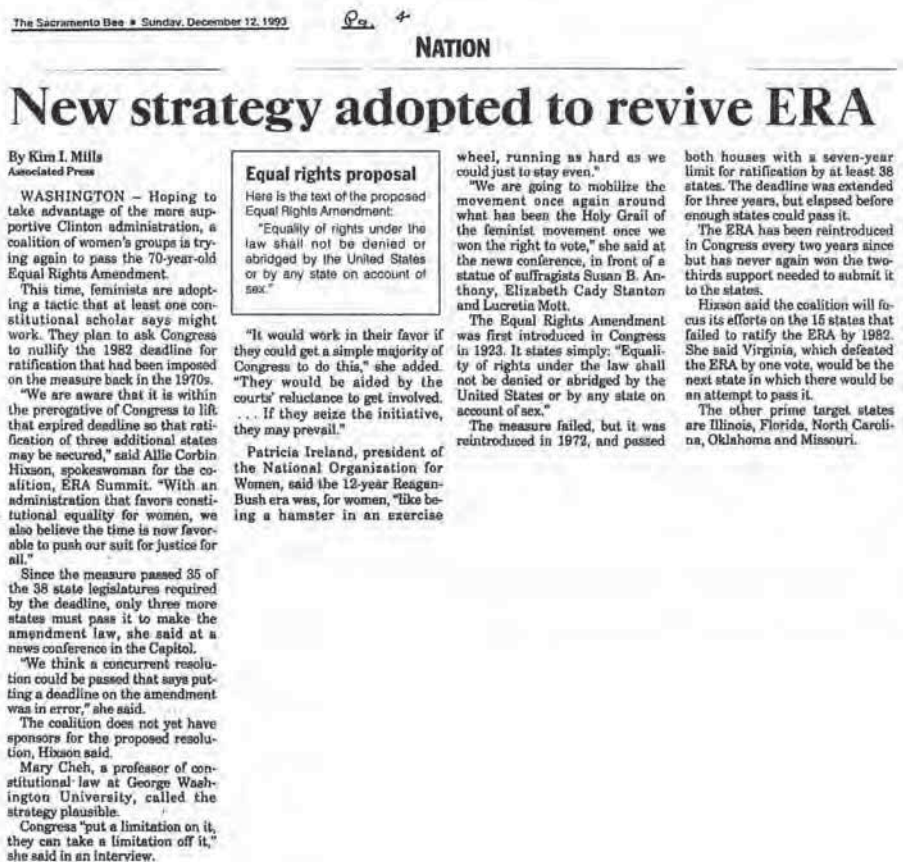 The Sacramento Bee • Sunday, December 12, 1993
Pg. 4
NATION
New strategy adopted to revive ERA
By Kim I. Mills
Associated Press
WASHINGTON – Hoping to
take advantage of the more sup-
portive Clinton administration, a
coalition of women's groups is try-
ing again to pass the 70-year-old
Equal Rights Amendment.
This time, feminists are adopt-
ing a tactic that at least one con-
stitutional scholar says might
work. They plan to ask Congress
to nullify the 1982 deadline for
ratification that had been imposed
on the measure back in the 1970s.
"We are aware that it is within
the prerogative of Congress to lift
that expired deadline so that rati-
fication of three additional states
may be secured," said Allie Corbin
Hixson, spokeswoman for the co-
alition, ERA Summit. "With an
administration that favors consti-
tutional equality for women, we
also believe the time is now favor-
able to push our suit for justice for
all."
Since the measure passed 35 of
the 38 state legislatures required
by the deadline, only three more
states must pass it to make the
amendment law, she said at a
news conference in the Capitol.
"We think a concurrent resolu-
tion could be passed that says put-
ting a deadline on the amendment
was in error," she said.
The coalition does not yet have
sponsors for the proposed resolu-
tion, Hixson said.
Mary Cheh, a professor of con-
stitutional law at George Wash-
ington University, called the
strategy plausible.
Congress "put a limitation on it,
they can take a limitation off it,"
she said in an interview.
Equal rights proposal
Here is the text of the proposed
Equal Rights Amendment:
"Equality of rights under the
law shall not be denied or
abridged by the United States
or by any state on account of
sex."
"It would work in their favor if
they could get a simple majority of
Congress to do this," she added.
"They would be aided by the
courts' reluctance to get involved.
. . . If they seize the initiative,
they may prevail."
Patricia Ireland, president of
the National Organization for
Women, said the 12-year Reagan-
Bush era was, for women, "like be-
ing a hamster in an exercise
wheel, running as hard as we
could just to stay even."
"We are going to mobilize the
movement once again around
what has been the Holy Grail of
the feminist movement once we
won the right to vote," she said at
the news conference, in front of a
statue of suffragists Susan B. An-
thony, Elizabeth Cady Stanton
and Lucretia Mott.
The Equal Rights Amendment
was first introduced in Congress
in 1923. It states simply: "Equali-
ty of rights under the law shall
not be denied or abridged by the
United States or by any state on
account of sex."
The measure failed, but it was
reintroduced in 1972, and passed
both houses with a seven-year
limit for ratification by at least 38
states. The deadline was extended
for three years, but elapsed before
enough states could pass it.
The ERA has been reintroduced
in Congress every two years since
but has never again won the two-
thirds support needed to submit it
to the states.
Hixson said the coalition will fo-
cus its efforts on the 15 states that
failed to ratify the ERA by 1982.
She said Virginia, which defeated
the ERA by one vote, would be the
next state in which there would be
an attempt to pass it.
The other prime target states
are Illinois, Florida, North Caroli-
na, Oklahoma and Missouri.